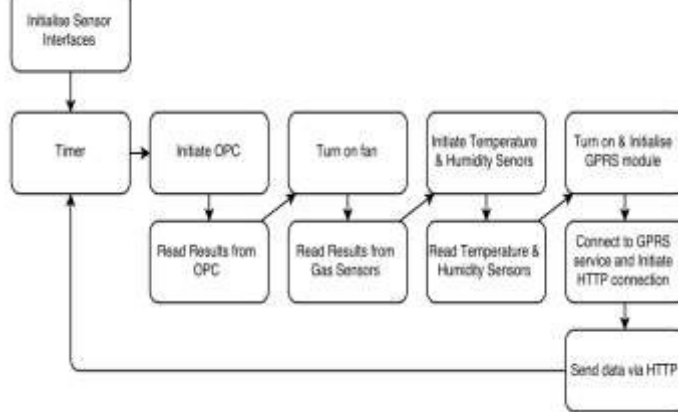 Initialise Sensor
Interfaces
Timer
Initiate OPC
Turn on fan
Initiate Temperature
& Humidity Senors
Turn on & Initialise
GPRS module
Read Results from
OPC
Read Results from
Gas Sensors
Read Temperature &
Humidity Sensors
Connect to GPRS
service and Initiate
HTTP connection
Send data via HTTP